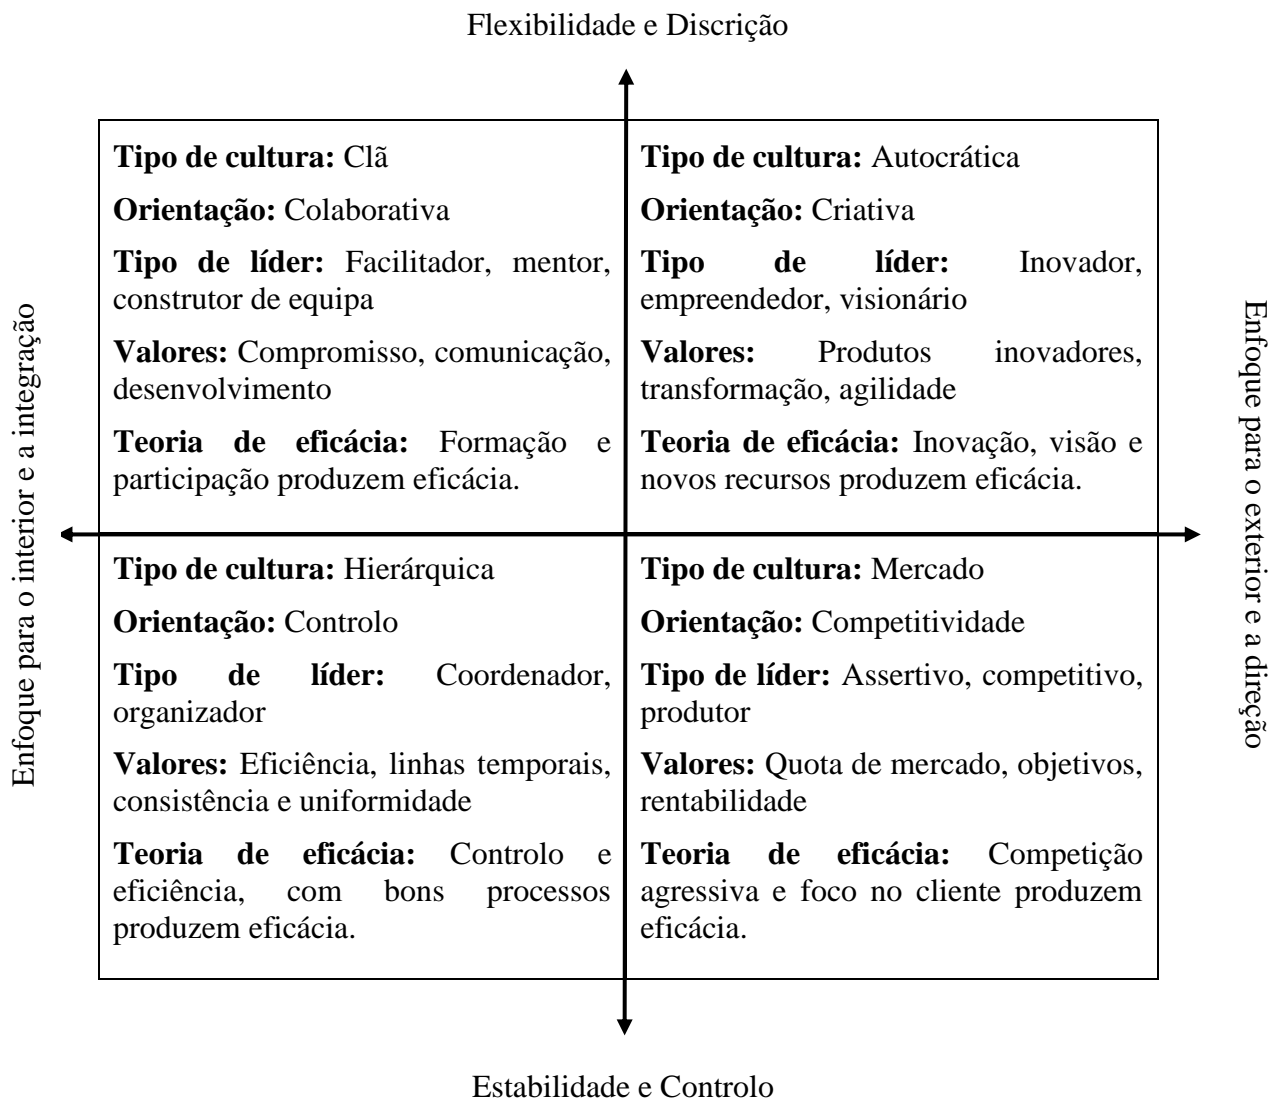 Flexibilidade e Discrição
Tipo de cultura: Clã
Orientação: Colaborativa
Tipo de líder: Facilitador, mentor,
construtor de equipa
Valores: Compromisso, comunicação,
desenvolvimento
Teoria de eficácia: Formação e
participação produzem eficácia.
Tipo de cultura: Autocrática
Orientação: Criativa
Tipo de líder: Inovador,
empreendedor, visionário
Valores: Produtos inovadores,
transformação, agilidade
Teoria de eficácia: Inovação, visão e
novos recursos produzem eficácia.
Enfoque para o interior e a integração
Enfoque para o exterior e a direção
Tipo de cultura: Hierárquica
Orientação: Controlo
Tipo de líder: Coordenador,
organizador
Valores: Eficiência, linhas temporais,
consistência e uniformidade
Teoria de eficácia: Controlo e
eficiência, com bons processos
produzem eficácia.
Tipo de cultura: Mercado
Orientação: Competitividade
Tipo de líder: Assertivo, competitivo,
produtor
Valores: Quota de mercado, objetivos,
rentabilidade
Teoria de eficácia: Competição
agressiva e foco no cliente produzem
eficácia.
Estabilidade e Controlo